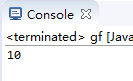 Console
<terminated> gf [Java
10